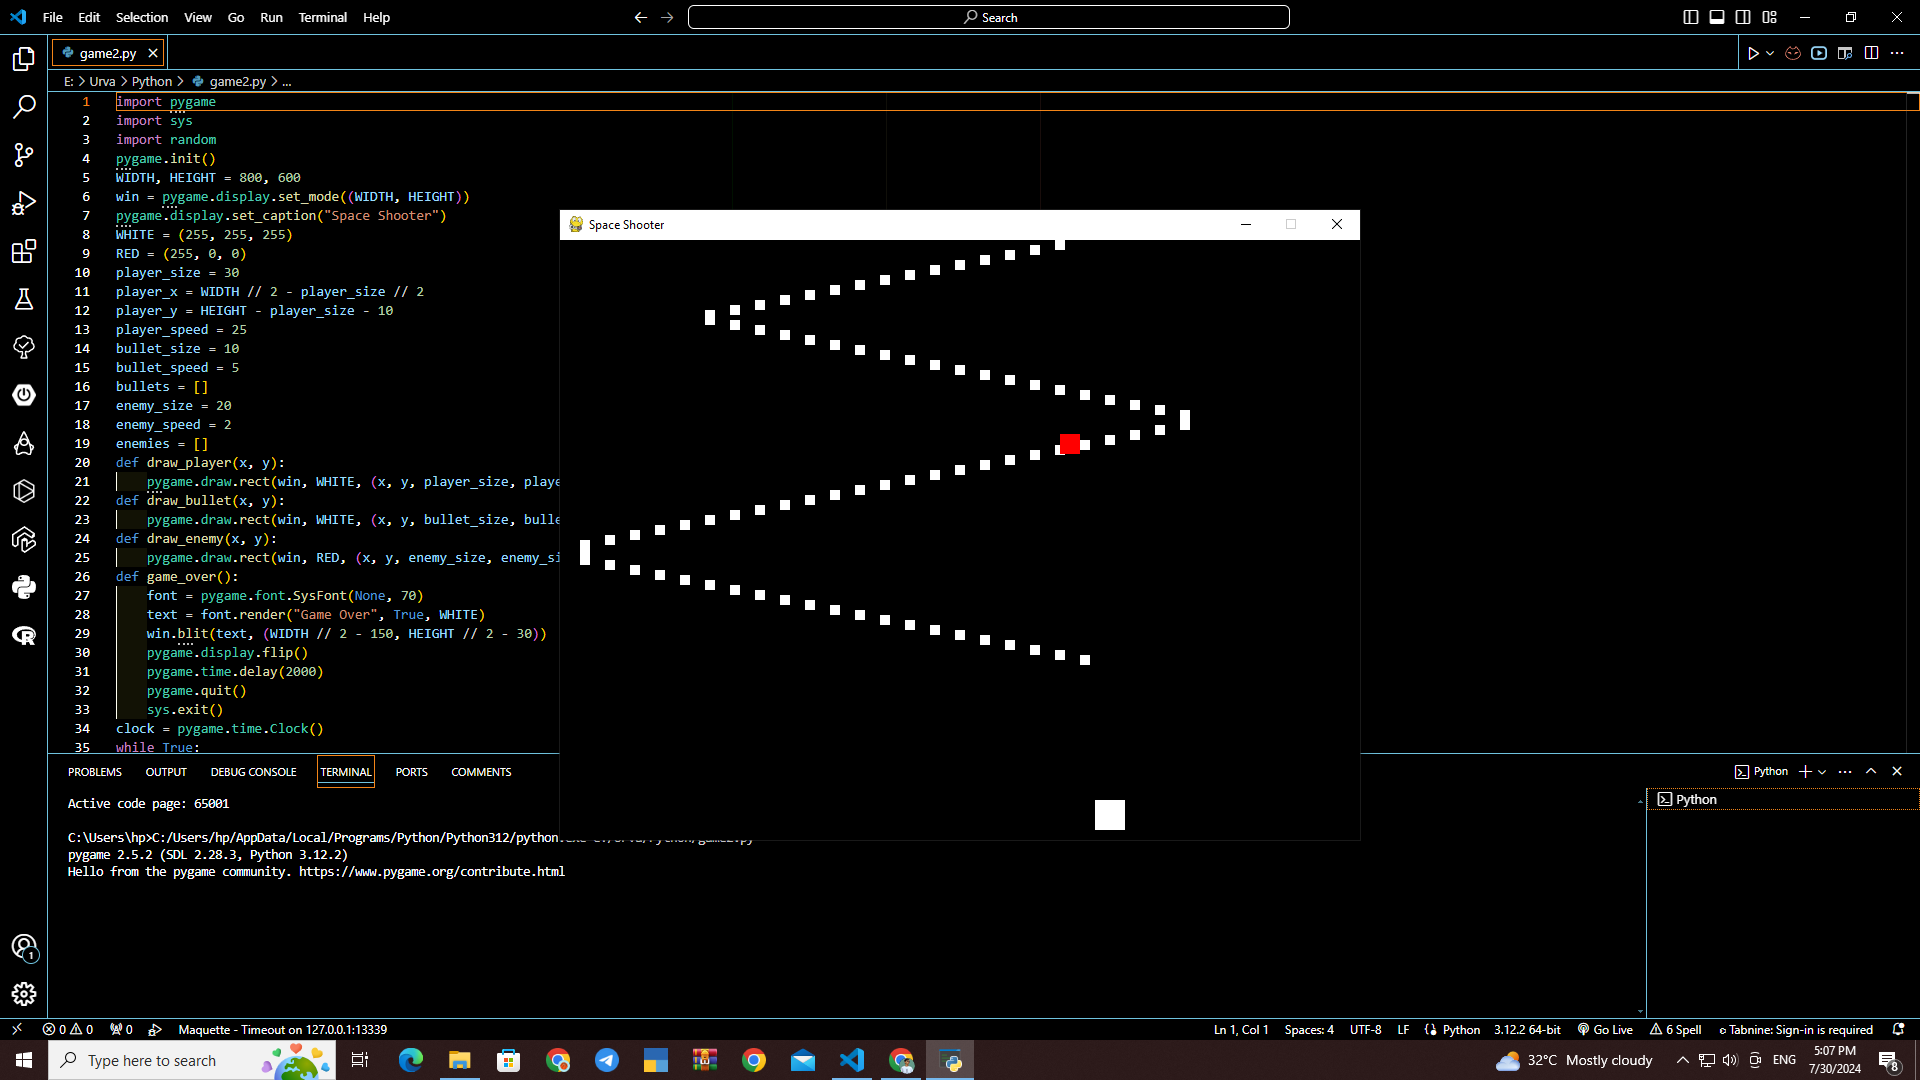 File Edit Selection View Go Run Terminal Help
Search
game2.py
E: > Urva > Python > game2.py > ...
1 import pygame
2 import sys
3 import random
4 pygame.init()
5 WIDTH, HEIGHT = 800, 600
6 win = pygame.display.set_mode((WIDTH, HEIGHT))
7 pygame.display.set_caption("Space Shooter")
8 WHITE = (255, 255, 255)
9 RED = (255, 0, 0)
10 player_size = 30
11 player_x = WIDTH // 2 - player_size // 2
12 player_y = HEIGHT - player_size - 10
13 player_speed = 25
14 bullet_size = 10
15 bullet_speed = 5
16 bullets = []
17 enemy_size = 20
18 enemy_speed = 2
19 enemies = []
20 def draw_player(x, y):
21 pygame.draw.rect(win, WHITE, (x, y, player_size, playe
22 def draw_bullet(x, y):
23 pygame.draw.rect(win, WHITE, (x, y, bullet_size, bulle
24 def draw_enemy(x, y):
25 pygame.draw.rect(win, RED, (x, y, enemy_size, enemy_si
26 def game_over():
27 font = pygame.font.SysFont(None, 70)
28 text = font.render("Game Over", True, WHITE)
29 win.blit(text, (WIDTH // 2 - 150, HEIGHT // 2 - 30))
30 pygame.display.flip()
31 pygame.time.delay(2000)
32 pygame.quit()
33 sys.exit()
34 clock = pygame.time.Clock()
35 while True:
Space Shooter
PROBLEMS OUTPUT DEBUG CONSOLE TERMINAL PORTS COMMENTS
Python
Python
Active code page: 65001
C:\Users\hp>C:/Users/hp/AppData/Local/Programs/Python/Python312/python
pygame 2.5.2 (SDL 2.28.3, Python 3.12.2)
Hello from the pygame community. https://www.pygame.org/contribute.html
1
0 0 0 Maquette - Timeout on 127.0.0.1:13339
Ln 1, Col 1 Spaces: 4 UTF-8 LF Python 3.12.2 64-bit Go Live 6 Spell Tabnine: Sign-in is required
Type here to search
32°C Mostly cloudy
ENG
5:07 PM
7/30/2024
8